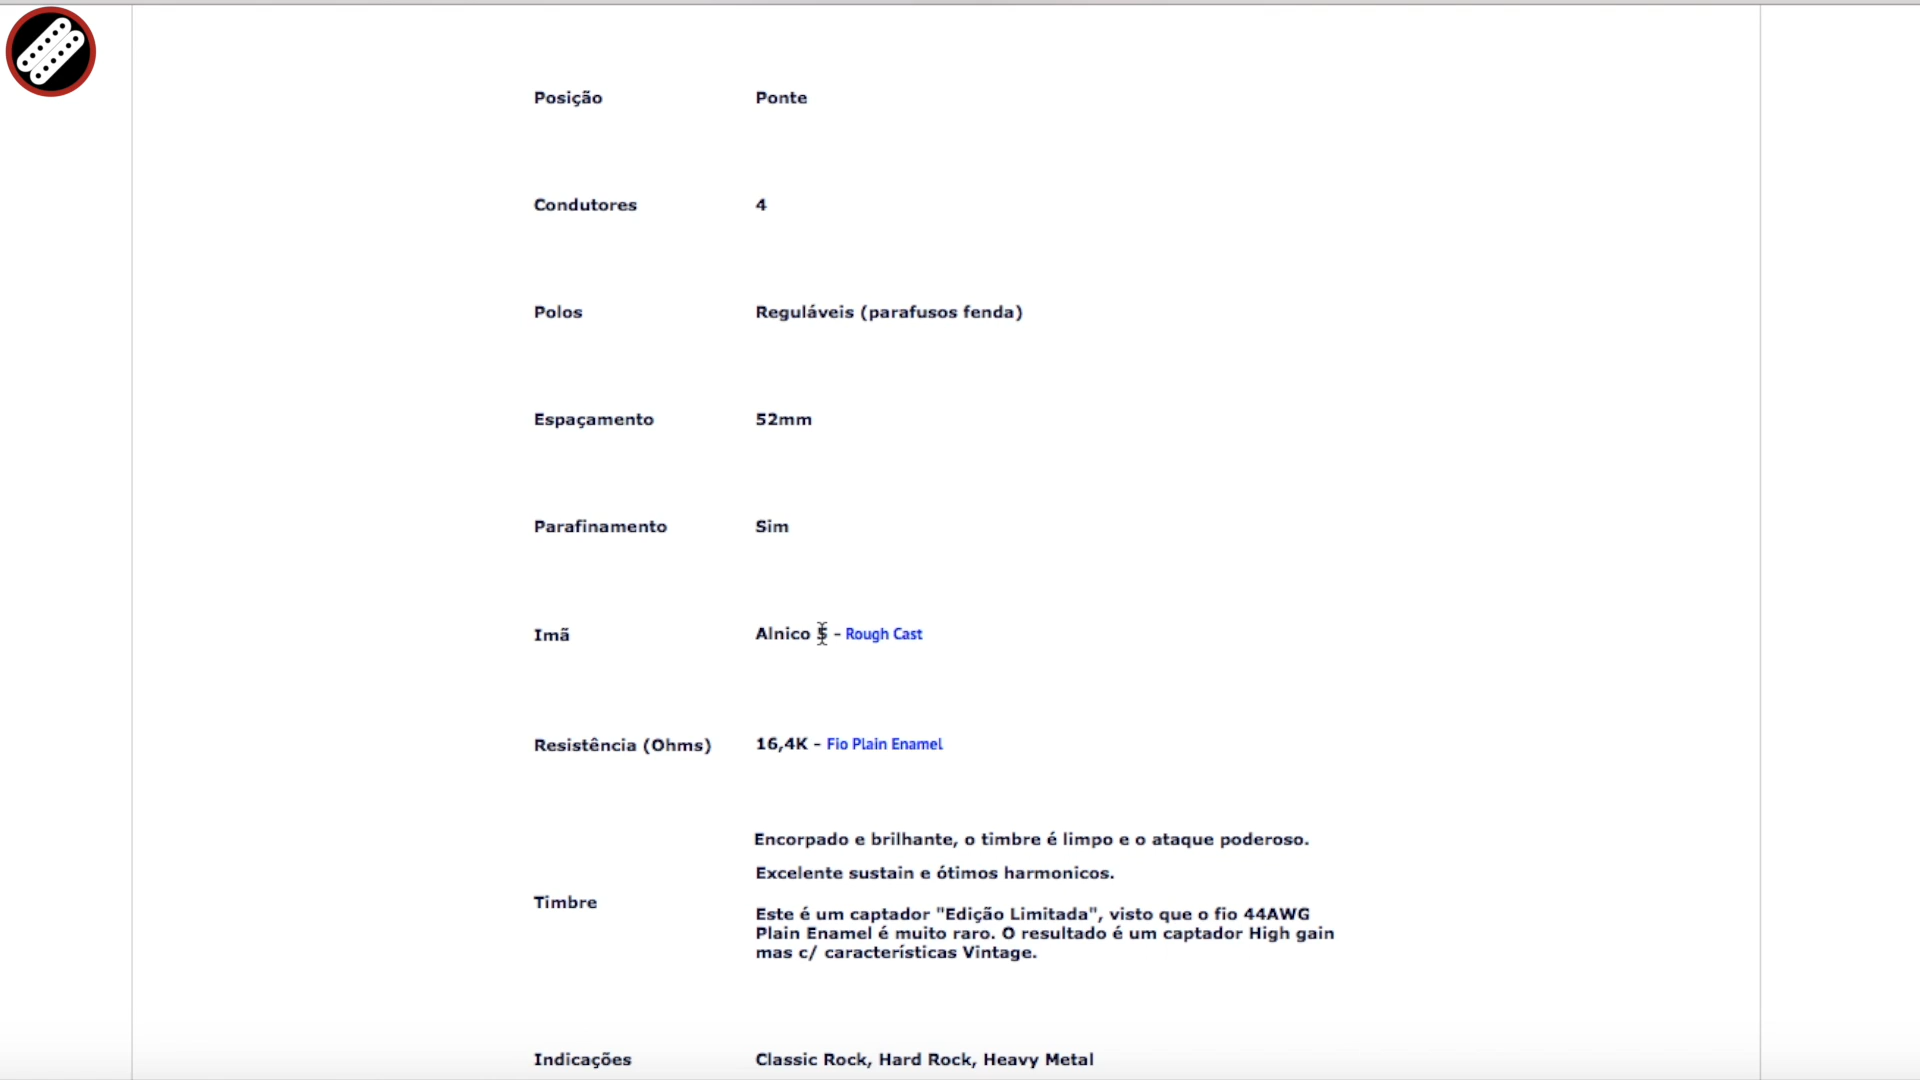 Posição Ponte
Condutores 4
Polos Reguláveis (parafusos fenda)
Espaçamento 52mm
Parafinamento Sim
Imã Alnico 5 - Rough Cast
Resistência (Ohms) 16,4K - Fio Plain Enamel
Encorpado e brilhante, o timbre é limpo e o ataque poderoso.
Excelente sustain e ótimos harmonicos.
Timbre
Este é um captador "Edição Limitada", visto que o fio 44AWG
Plain Enamel é muito raro. O resultado é um captador High gain
mas c/ características Vintage.
Indicações Classic Rock, Hard Rock, Heavy Metal